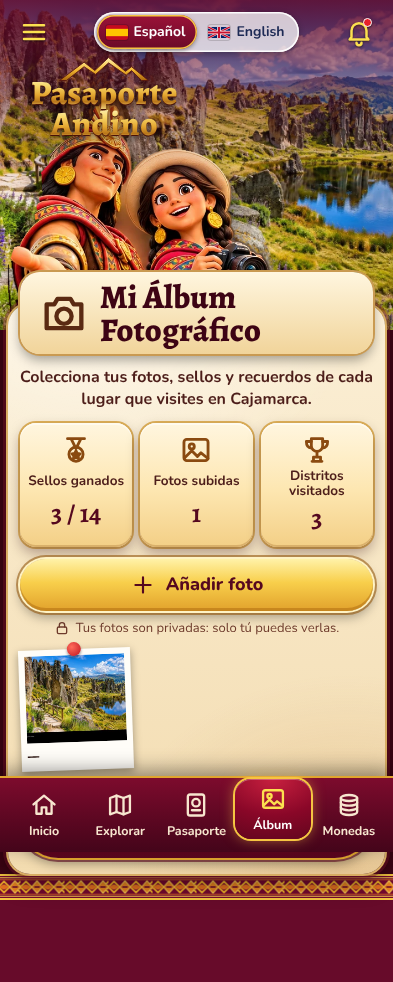 Español
English
Pasaporte
Andino
Mi Álbum
Fotográfico
Colecciona tus fotos, sellos y recuerdos de cada
lugar que visites en Cajamarca.
Sellos ganados
3 / 14
Fotos subidas
1
Distritos
visitados
3
Añadir foto
Tus fotos son privadas: solo tú puedes verlas.
—
Inicio
Explorar
Pasaporte
Álbum
Monedas